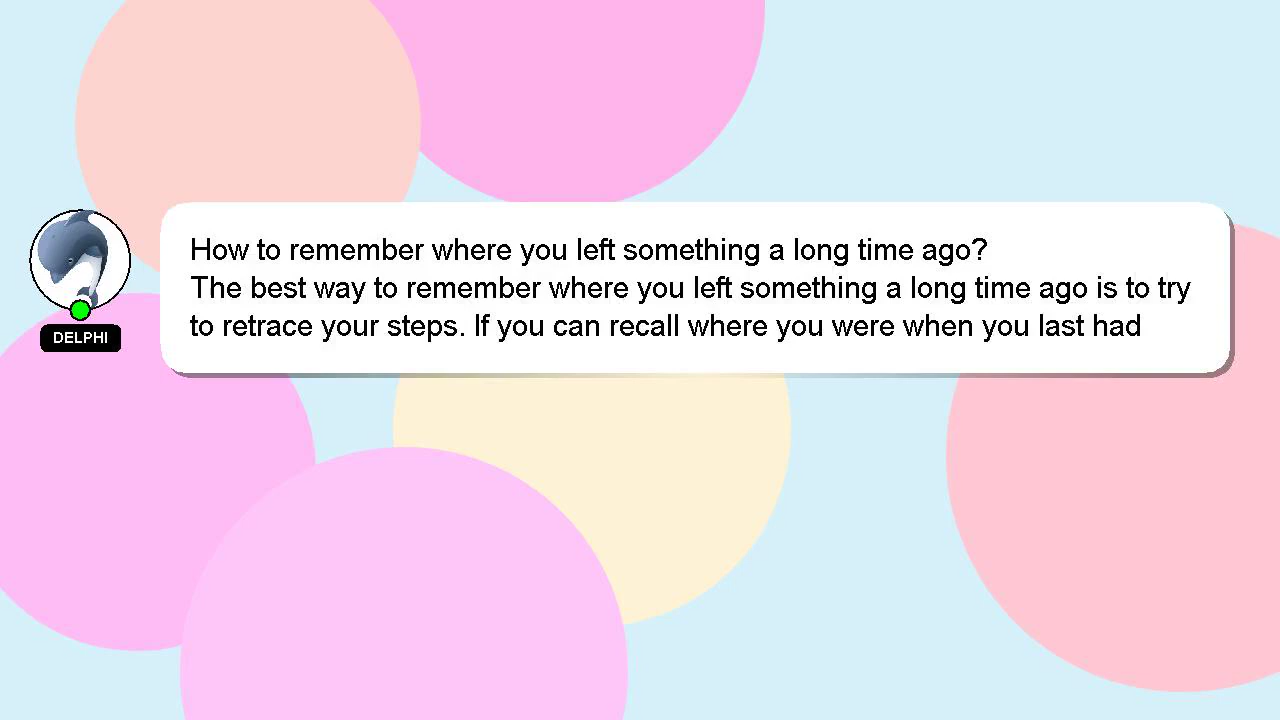 How to remember where you left something a long time ago?
The best way to remember where you left something a long time ago is to try
to retrace your steps. If you can recall where you were when you last had
DELPHI